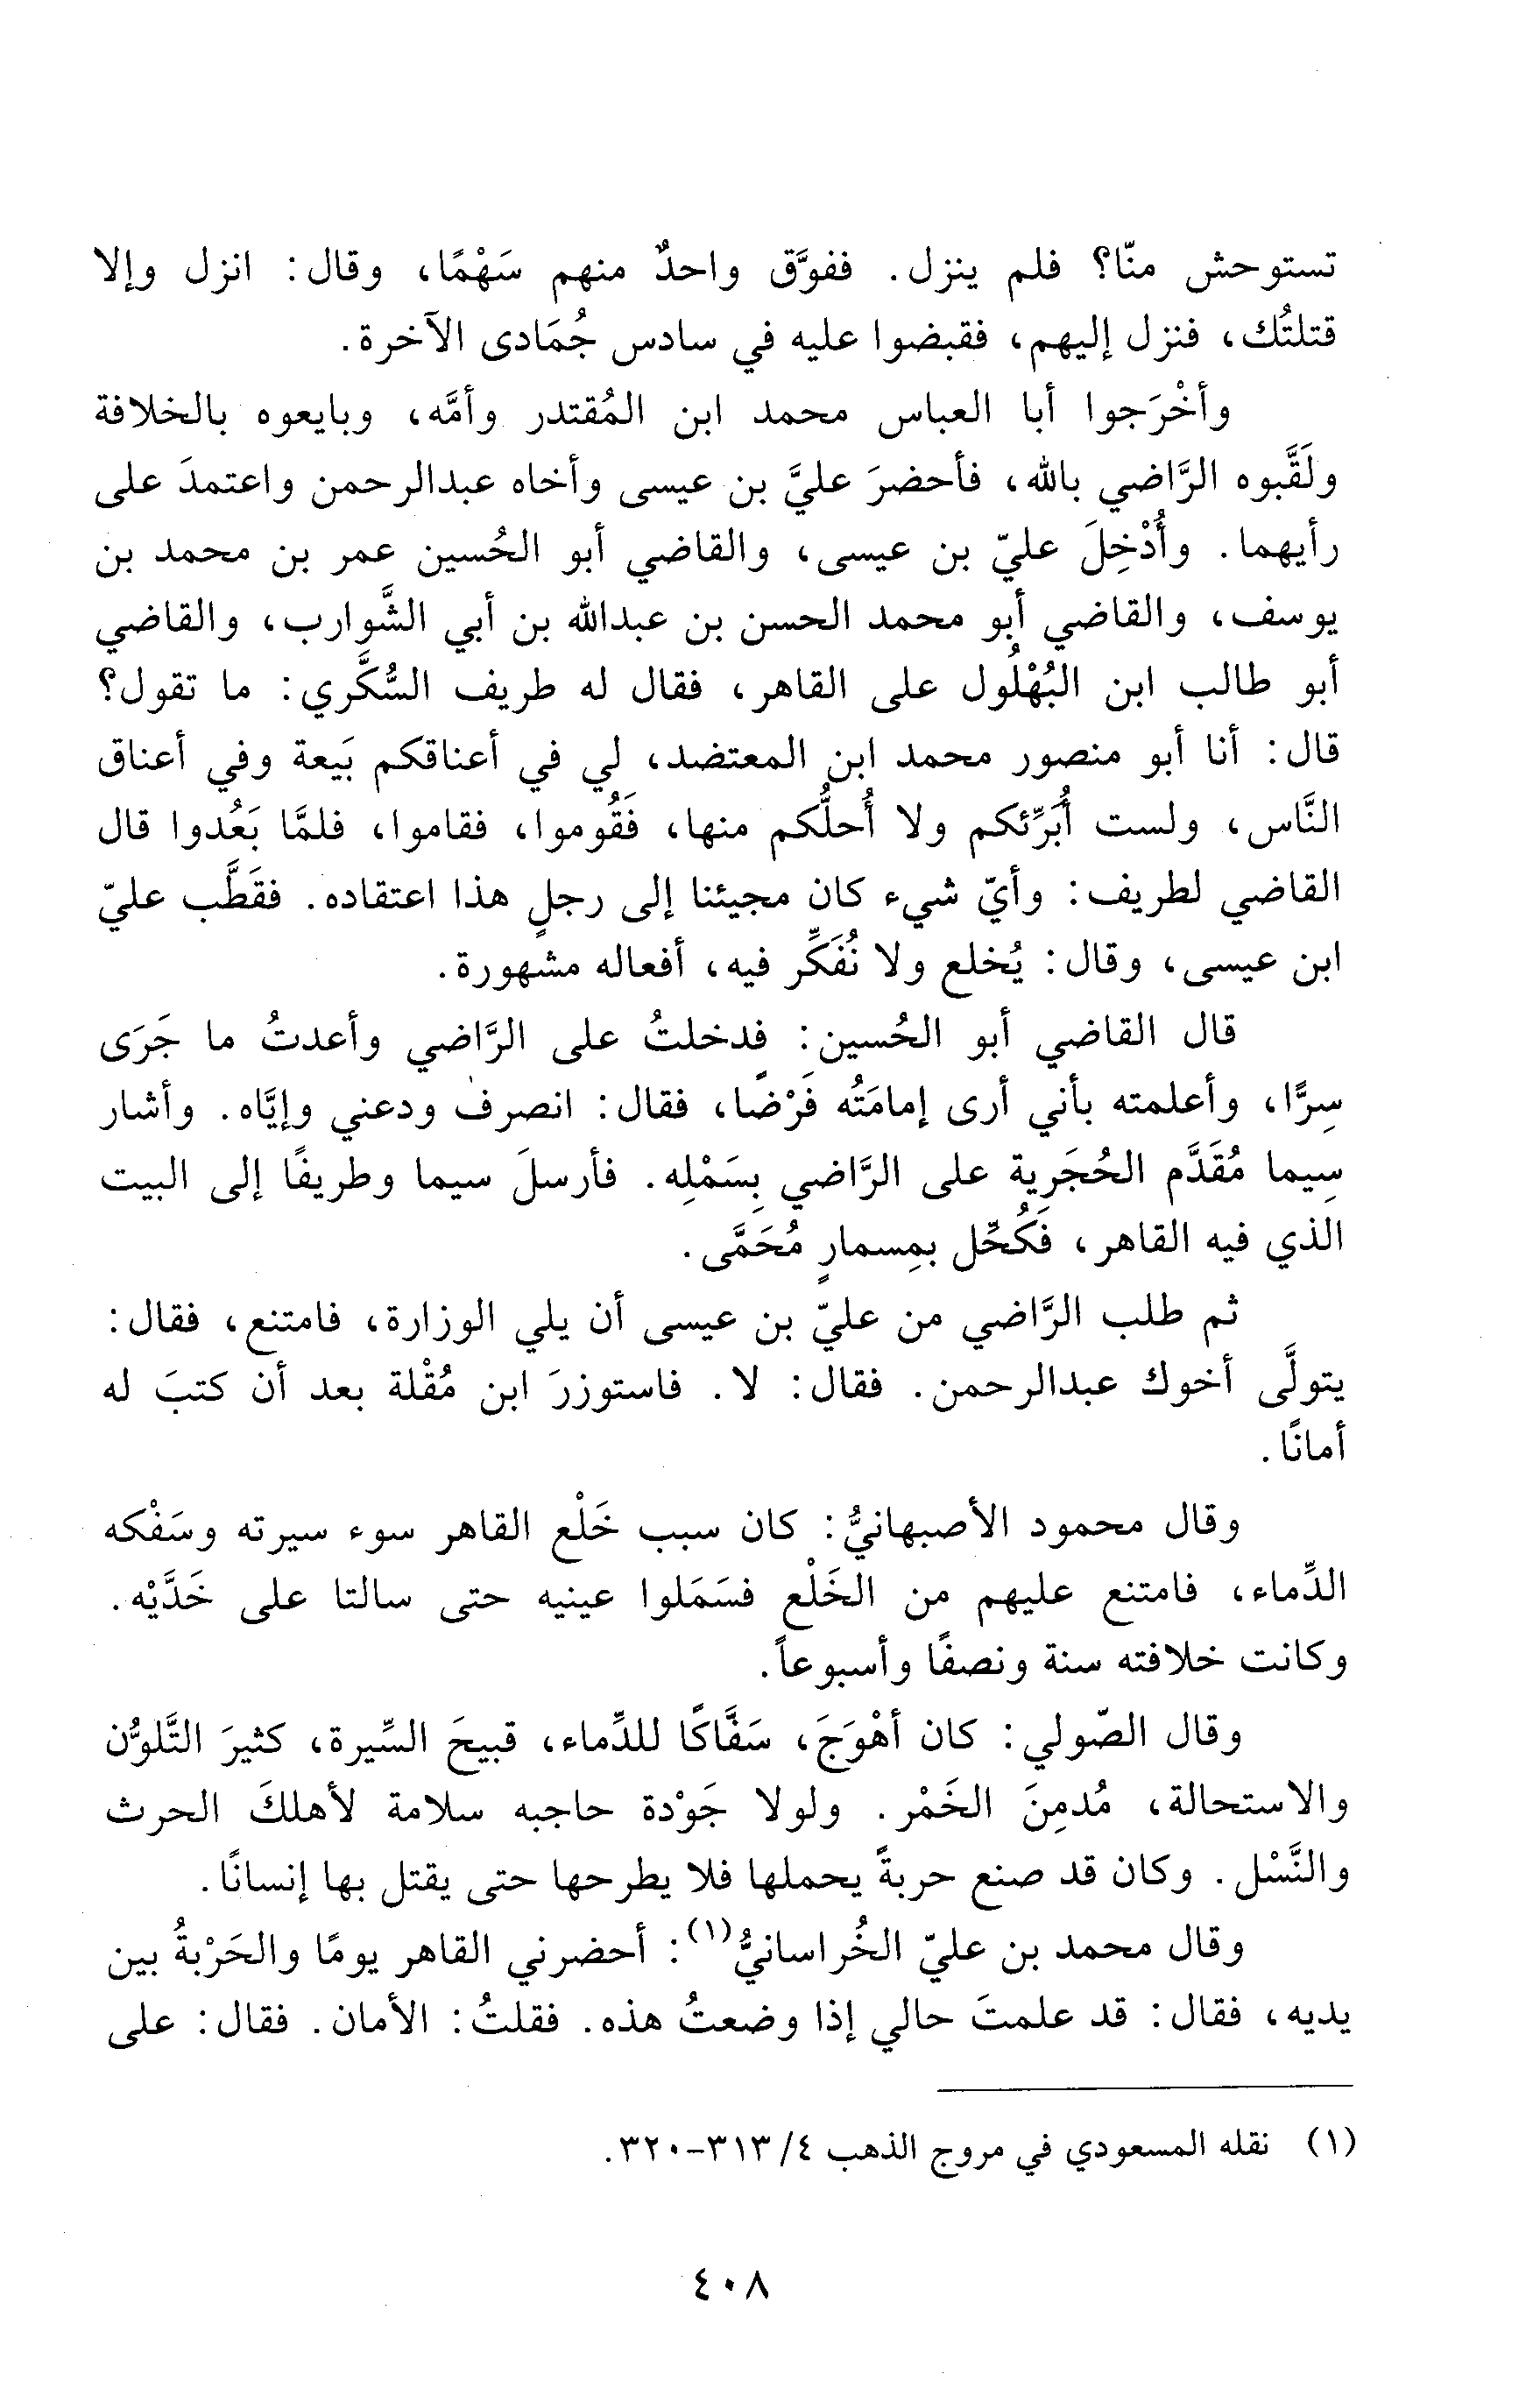 تستوحش منّا؟ فلم ينزل. ففوَّق واحدٌ منهم سَهْمًا، وقال: انزل وإلا
قتلتُك، فنزل إليهم، فقبضوا عليه في سادس جُمَادى الآخرة.
وأخْرَجوا أبا العباس محمد ابن المُقتدر وأمَّه، وبايعوه بالخلافة
ولَقَّبوه الرَّاضي بالله، فأحضرَ عليَّ بن عيسى وأخاه عبدالرحمن واعتمدَ على
رأيهما. وأُدْخِلَ عليّ بن عيسى، والقاضي أبو الحُسين عمر بن محمد بن
يوسف، والقاضي أبو محمد الحسن بن عبدالله بن أبي الشَّوارب، والقاضي
أبو طالب ابن البُهْلُول على القاهر، فقال له طريف السُّكَّري: ما تقول؟
قال: أنا أبو منصور محمد ابن المعتضد، لي في أعناقكم بَيعة وفي أعناق
النَّاس، ولست أُبَرِّئكم ولا أُحلُّكم منها، فَقُوموا، فقاموا، فلمَّا بَعُدوا قال
القاضي لطريف: وأيّ شيء كان مجيئنا إلى رجلٍ هذا اعتقاده. فقَطَّب عليّ
ابن عيسى، وقال: يُخلع ولا نُفَكِّر فيه، أفعاله مشهورة.
قال القاضي أبو الحُسين: فدخلتُ على الرَّاضي وأعدتُ ما جَرَى
سِرًّا، وأعلمته بأني أرى إمامَتُه فَرْضًا، فقال: انصرف ودعني وإيَّاه. وأشار
سِيما مُقَدَّم الحُجَرِية على الرَّاضي بِسَمْلِه. فأرسلَ سيما وطريفًا إلى البيت
الذي فيه القاهر، فَكُحِّل بمِسمارٍ مُحَمَّى.
ثم طلب الرَّاضي من عليّ بن عيسى أن يلي الوزارة، فامتنع، فقال:
يتولَّى أخوك عبدالرحمن. فقال: لا. فاستوزرَ ابن مُقْلة بعد أن كتبَ له
أمانًا.
وقال محمود الأصبهانيُّ: كان سبب خَلْع القاهر سوء سيرته وسَفْكه
الدِّماء، فامتنع عليهم من الخَلْع فسَمَلوا عينيه حتى سالتا على خَدَّيْه.
وكانت خلافته سنة ونصفًا وأسبوعاً.
وقال الصّولي: كان أهْوَجَ، سَفَّاكًا للدِّماء، قبيحَ السِّيرة، كثيرَ التَّلوُّن
والاستحالة، مُدمِنَ الخَمْر. ولولا جَوْدة حاجبه سلامة لأهلكَ الحرث
والنَّسْل. وكان قد صنع حربةً يحملها فلا يطرحها حتى يقتل بها إنسانًا.
وقال محمد بن عليّ الخُراسانيُّ(١): أحضرني القاهر يومًا والحَرْبةُ بين
يديه، فقال: قد علمتَ حالي إذا وضعتُ هذه. فقلتُ: الأمان. فقال: على
(١) نقله المسعودي في مروج الذهب ٤/ ٣١٣-٣٢٠.
٤٠٨